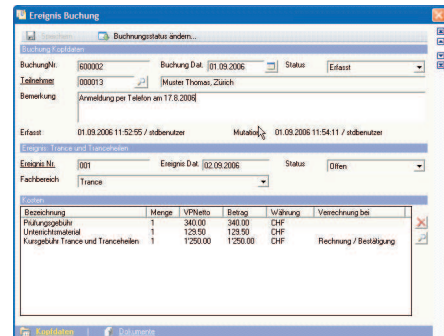 Ereignis Buchung
Speichern Buchnungsstatus ändern...
Buchung Kopfdaten
BuchungNr. 600002 Buchung Dat. 01.09.2006 Status Erfasst
Teilnehmer 000013 Muster Thomas, Zürich
Bemerkung Anmeldung per Telefon am 17.8.2006
Erfasst 01.09.2006 11:52:55 / stdbenutzer Mutation 01.09.2006 11:54:11 / stdbenutzer
Ereignis: Trance und Tranceheilen
Ereignis Nr. 001 Ereignis Dat. 02.09.2006 Status Offen
Fachbereich Trance
Kosten
Bezeichnung Menge VPNetto Betrag Währung Verrechnung bei
Prüfungsgebühr 1 340.00 340.00 CHF
Unterichtsmaterial 1 129.50 129.50 CHF
Kursgebühr Trance und Tranceheilen 1 1'250.00 1'250.00 CHF Rechnung / Bestätigung
Kopfdaten Dokumente